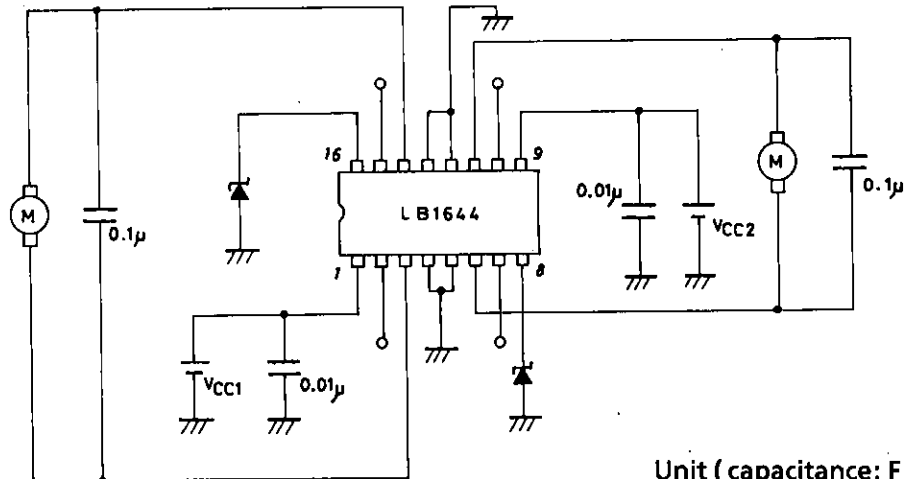 16
9
M
0.1μ
LB1644
0.01μ
VCC2
M
0.1μ
1
8
VCC1
0.01μ
Unit (capacitance: F